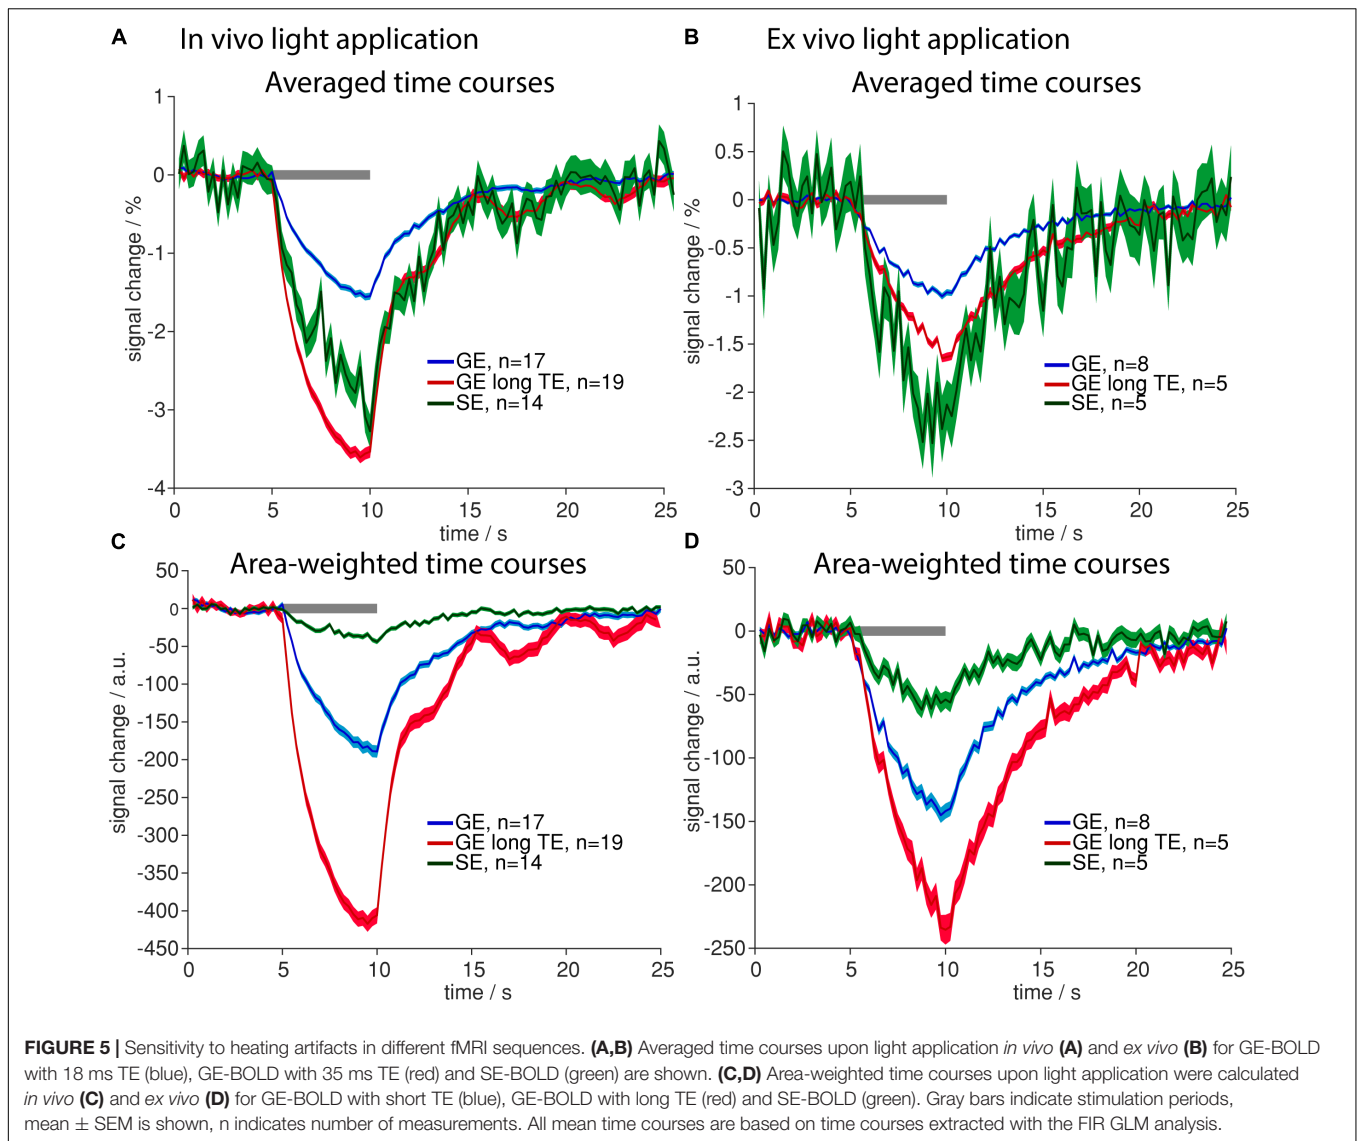 A In vivo light application
Averaged time courses
1
0
-1
-2
-3
-4
signal change / %
0 5 10 15 20 25
time / s
GE, n=17
GE long TE, n=19
SE, n=14
B Ex vivo light application
Averaged time courses
1
0.5
0
-0.5
-1
-1.5
-2
-2.5
-3
signal change / %
0 5 10 15 20 25
time / s
GE, n=8
GE long TE, n=5
SE, n=5
C
Area-weighted time courses
50
0
-50
-100
-150
-200
-250
-300
-350
-400
-450
signal change / a.u.
0 5 10 15 20 25
time / s
GE, n=17
GE long TE, n=19
SE, n=14
D
Area-weighted time courses
50
0
-50
-100
-150
-200
-250
signal change / a.u.
0 5 10 15 20 25
time / s
GE, n=8
GE long TE, n=5
SE, n=5
FIGURE 5 | Sensitivity to heating artifacts in different fMRI sequences. (A,B) Averaged time courses upon light application in vivo (A) and ex vivo (B) for GE-BOLD
with 18 ms TE (blue), GE-BOLD with 35 ms TE (red) and SE-BOLD (green) are shown. (C,D) Area-weighted time courses upon light application were calculated
in vivo (C) and ex vivo (D) for GE-BOLD with short TE (blue), GE-BOLD with long TE (red) and SE-BOLD (green). Gray bars indicate stimulation periods,
mean ± SEM is shown, n indicates number of measurements. All mean time courses are based on time courses extracted with the FIR GLM analysis.